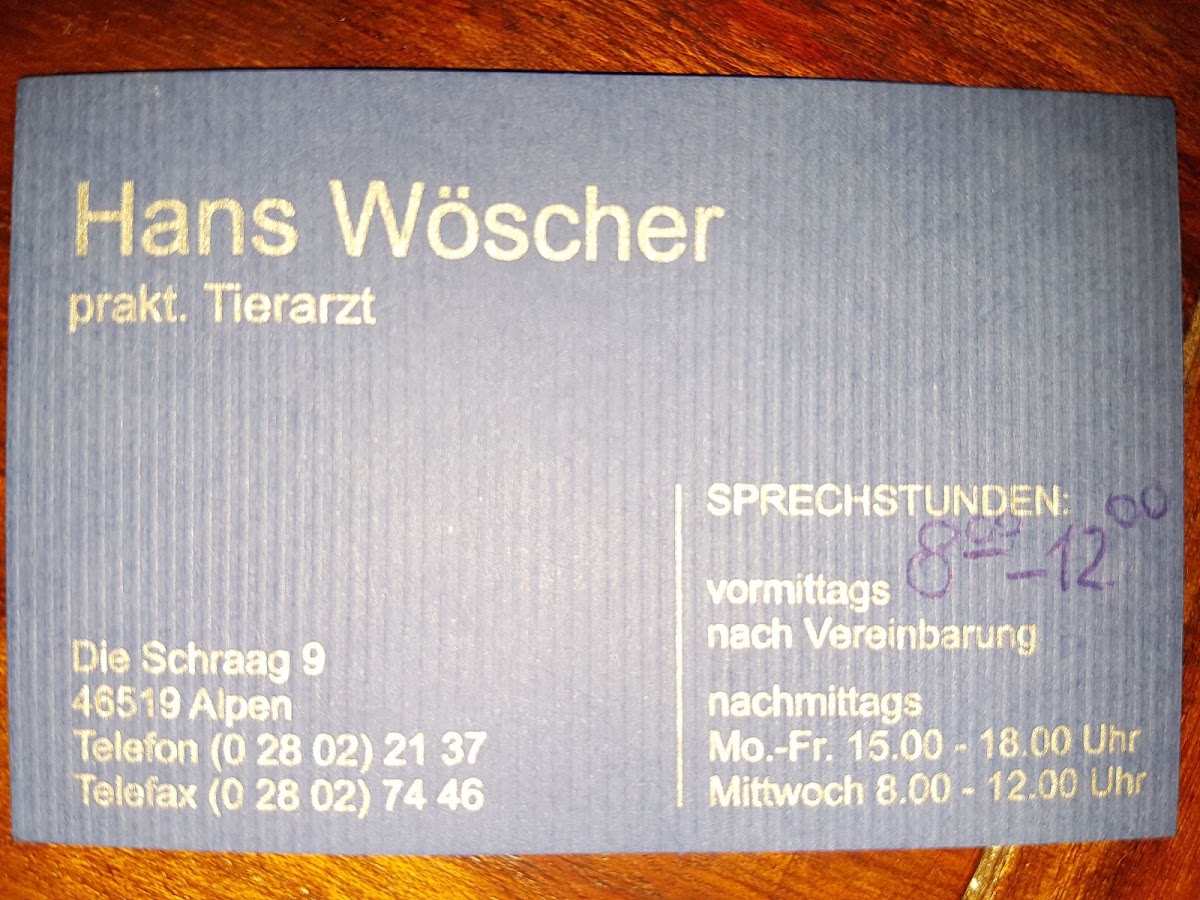 Hans Wöscher
prakt. Tierarzt
Die Schraag 9
46519 Alpen
Telefon (0 28 02) 21 37
Telefax (0 28 02) 74 46
SPRECHSTUNDEN:
8⁰⁰ - 12⁰⁰
vormittags
nach Vereinbarung
nachmittags
Mo.-Fr. 15.00 - 18.00 Uhr
Mittwoch 8.00 - 12.00 Uhr